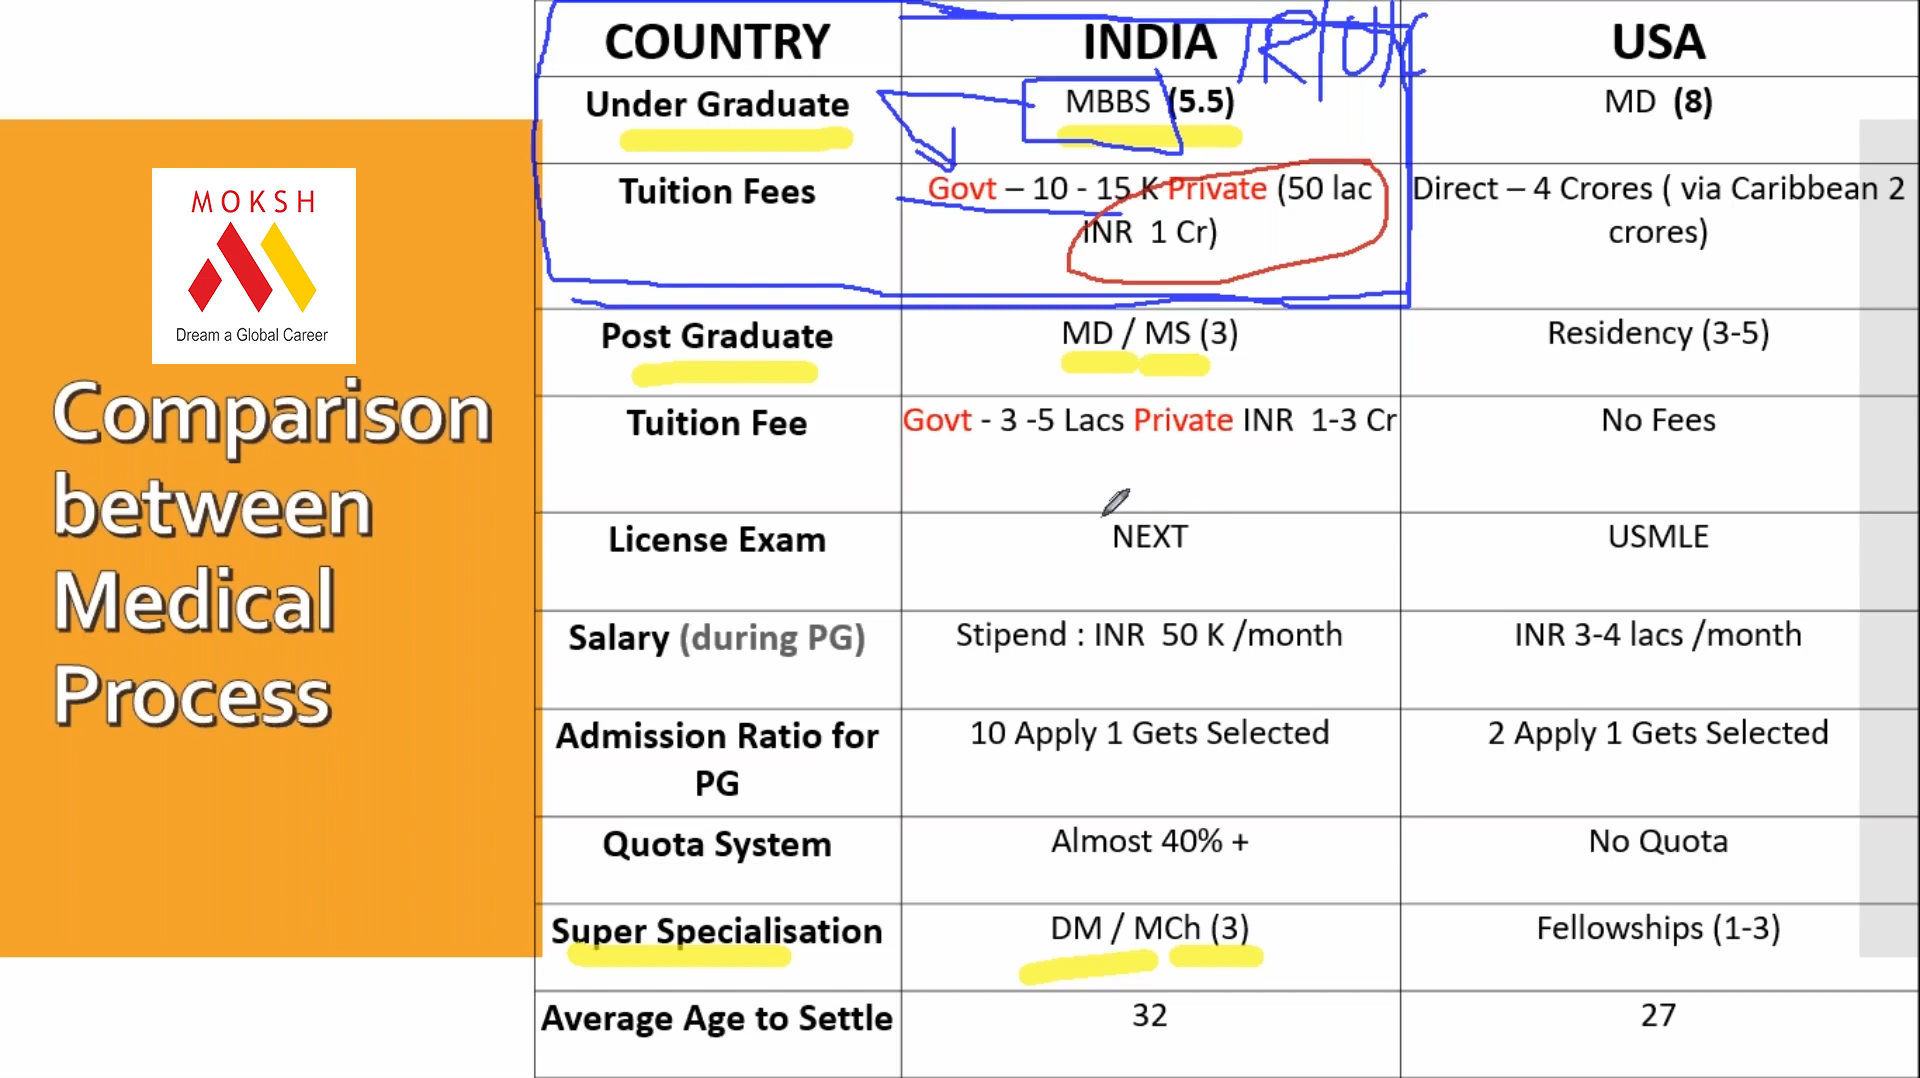 MOKSH
Dream a Global Career
Comparison
between
Medical
Process
COUNTRY INDIA USA
Under Graduate MBBS (5.5) MD (8)
Tuition Fees Govt – 10 - 15 K Private (50 lac Direct – 4 Crores ( via Caribbean 2
INR 1 Cr) crores)
Post Graduate MD / MS (3) Residency (3-5)
Tuition Fee Govt - 3 -5 Lacs Private INR 1-3 Cr No Fees
License Exam NEXT USMLE
Salary (during PG) Stipend : INR 50 K /month INR 3-4 lacs /month
Admission Ratio for 10 Apply 1 Gets Selected 2 Apply 1 Gets Selected
PG
Quota System Almost 40% + No Quota
Super Specialisation DM / MCh (3) Fellowships (1-3)
Average Age to Settle 32 27